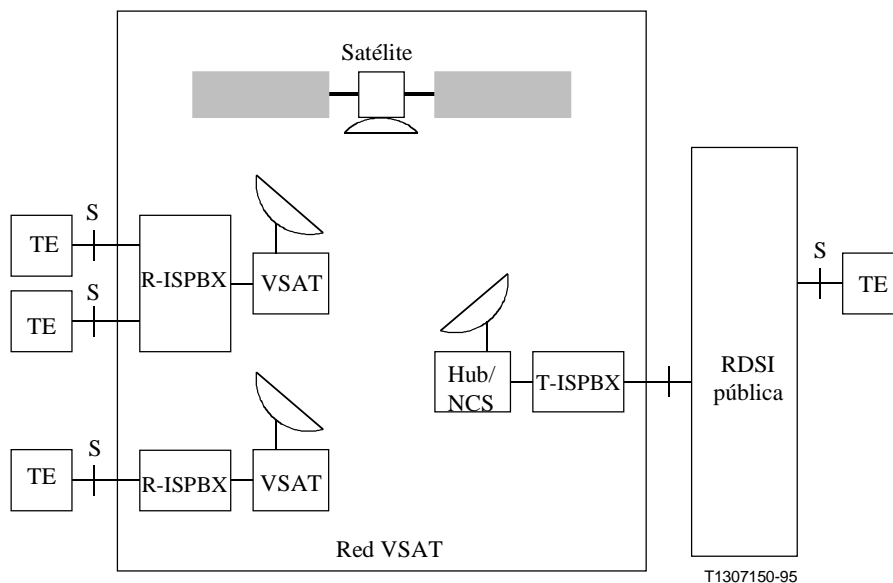 Satélite
S
TE
R-ISPBX
VSAT
S
TE
S
TE
Hub/
NCS
T-ISPBX
RDSI
pública
S
TE
R-ISPBX
VSAT
Red VSAT
T1307150-95